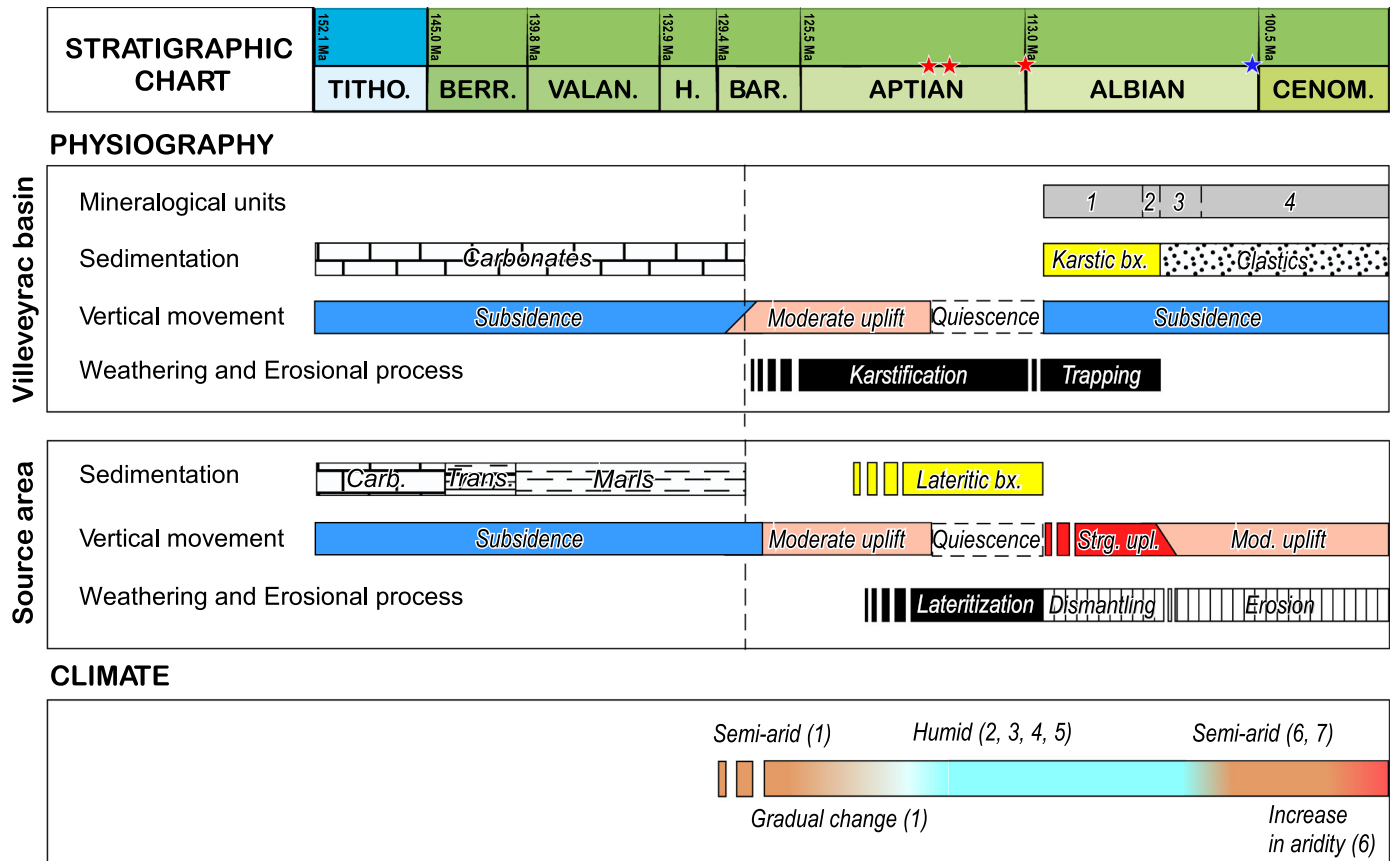 STRATIGRAPHIC
CHART
152.1 Ma
145.0 Ma
139.8 Ma
132.9 Ma
129.4 Ma
125.5 Ma
113.0 Ma
100.5 Ma
TITHO.
BERR.
VALAN.
H.
BAR.
APTIAN
ALBIAN
CENOM.
PHYSIOGRAPHY
Villeveyrac basin
Mineralogical units
1
2
3
4
Sedimentation
Carbonates
Karstic bx.
Clastics
Vertical movement
Subsidence
Moderate uplift
Quiescence
Subsidence
Weathering and Erosional process
Karstification
Trapping
Source area
Sedimentation
Carb.
Trans.
Marls
Lateritic bx.
Vertical movement
Subsidence
Moderate uplift
Quiescence
Strg. upl.
Mod. uplift
Weathering and Erosional process
Lateritization
Dismantling
Erosion
CLIMATE
Semi-arid (1)
Humid (2, 3, 4, 5)
Semi-arid (6, 7)
Gradual change (1)
Increase
in aridity (6)